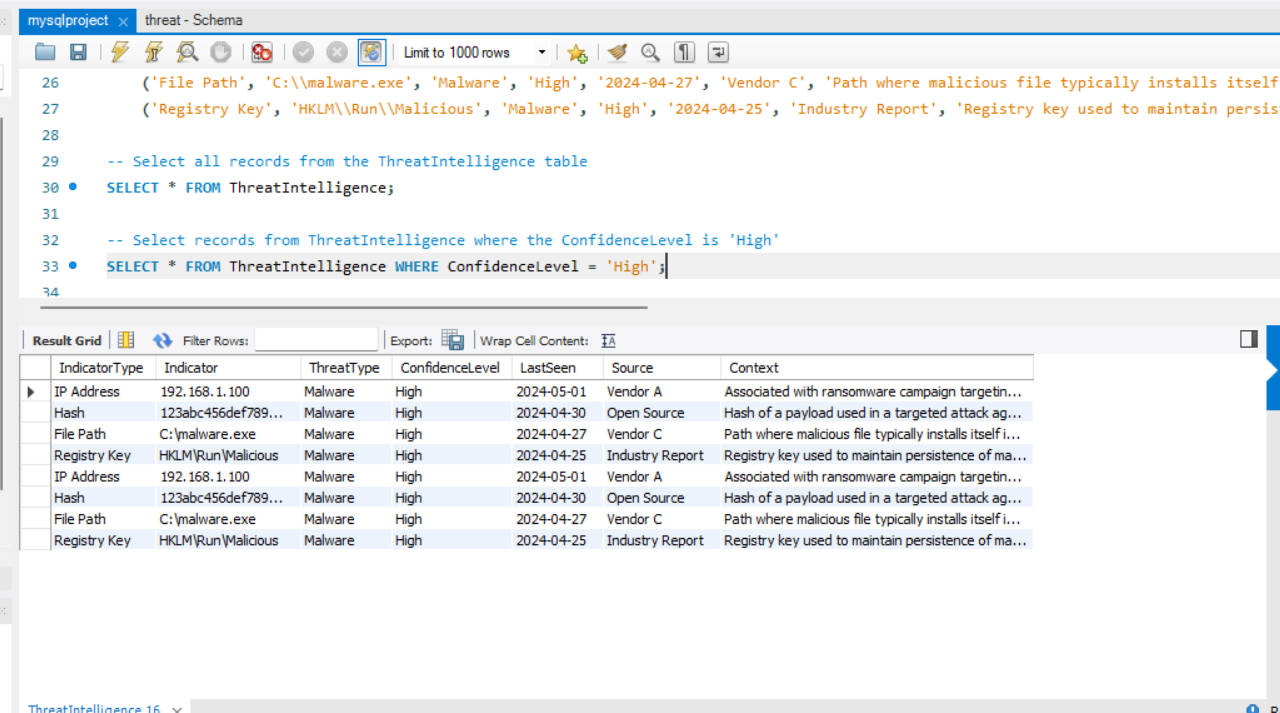 mysqlproject threat - Schema
Limit to 1000 rows
26 ('File Path', 'C:\\malware.exe', 'Malware', 'High', '2024-04-27', 'Vendor C', 'Path where malicious file typically installs itself
27 ('Registry Key', 'HKLM\\Run\\Malicious', 'Malware', 'High', '2024-04-25', 'Industry Report', 'Registry key used to maintain persis
28
29 -- Select all records from the ThreatIntelligence table
30 SELECT * FROM ThreatIntelligence;
31
32 -- Select records from ThreatIntelligence where the ConfidenceLevel is 'High'
33 SELECT * FROM ThreatIntelligence WHERE ConfidenceLevel = 'High';
34
Result Grid Filter Rows: Export: Wrap Cell Content:
IndicatorType Indicator ThreatType ConfidenceLevel LastSeen Source Context
IP Address 192.168.1.100 Malware High 2024-05-01 Vendor A Associated with ransomware campaign targetin...
Hash 123abc456def789... Malware High 2024-04-30 Open Source Hash of a payload used in a targeted attack ag...
File Path C:\malware.exe Malware High 2024-04-27 Vendor C Path where malicious file typically installs itself i...
Registry Key HKLM\Run\Malicious Malware High 2024-04-25 Industry Report Registry key used to maintain persistence of ma...
IP Address 192.168.1.100 Malware High 2024-05-01 Vendor A Associated with ransomware campaign targetin...
Hash 123abc456def789... Malware High 2024-04-30 Open Source Hash of a payload used in a targeted attack ag...
File Path C:\malware.exe Malware High 2024-04-27 Vendor C Path where malicious file typically installs itself i...
Registry Key HKLM\Run\Malicious Malware High 2024-04-25 Industry Report Registry key used to maintain persistence of ma...
ThreatIntelligence 16